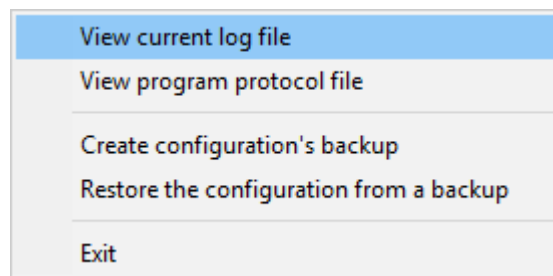 View current log file
View program protocol file
Create configuration's backup
Restore the configuration from a backup
Exit